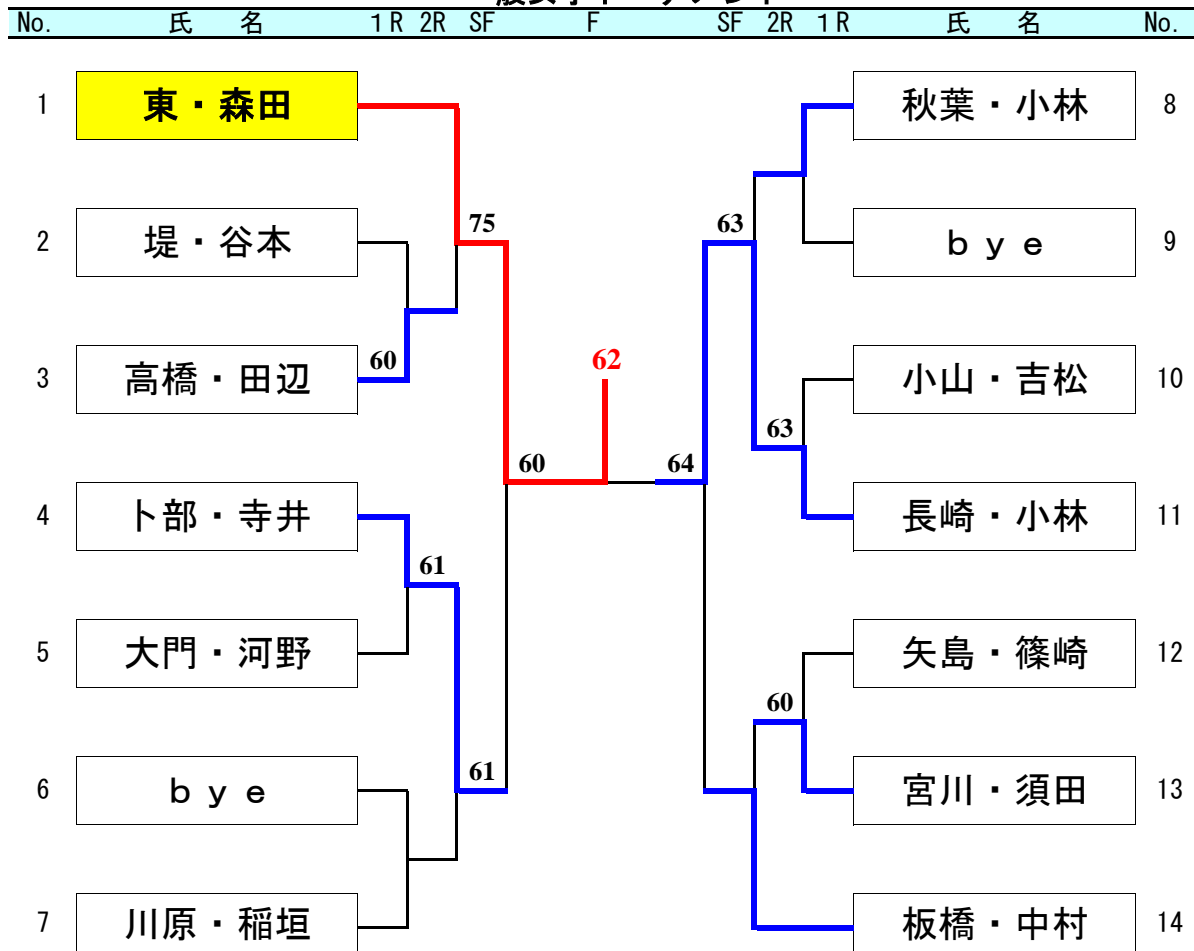 No. 氏 名 1R 2R SF F SF 2R 1R 氏 名 No.
1 東・森田 秋葉・小林 8
2 堤・谷本 75 63 bye 9
3 高橋・田辺 60 62 小山・吉松 10
60 64 63
4 卜部・寺井 長崎・小林 11
61
5 大門・河野 矢島・篠崎 12
60
6 bye 61 宮川・須田 13
7 川原・稲垣 板橋・中村 14